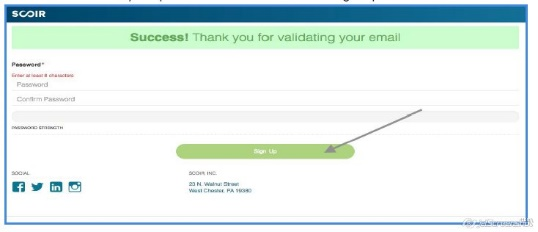 SCOIR
Success! Thank you for validating your email
Password*
Enter at least 8 characters
Password
Confirm Password
PASSWORD STRENGTH
Sign Up
SOCIAL
SCOIR, INC.
23 N. Walnut Street
West Chester, PA 19380